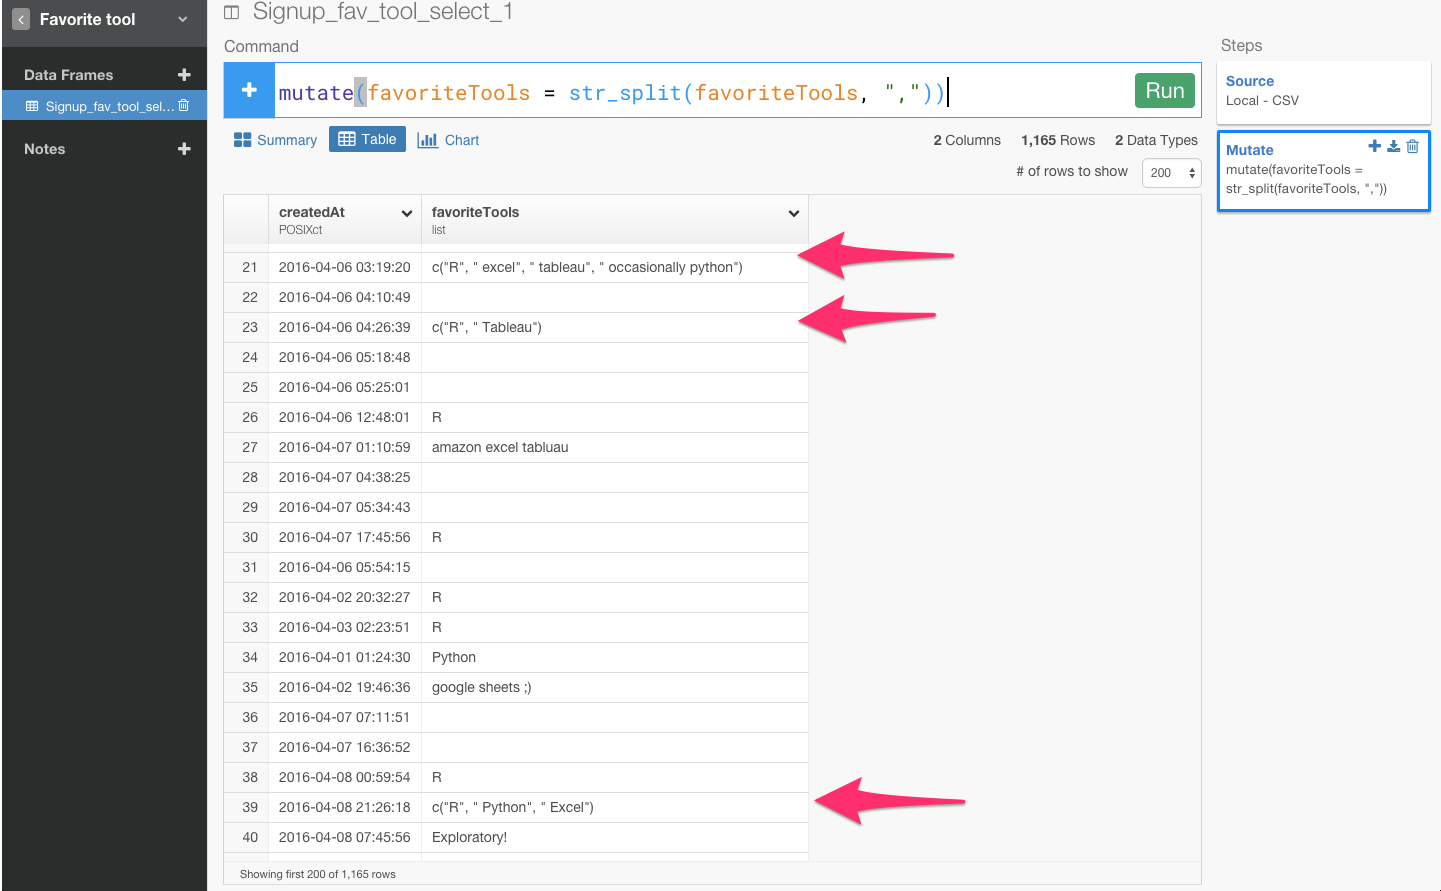 Favorite tool
Data Frames
Signup_fav_tool_sel...
Notes
Signup_fav_tool_select_1
Command
mutate(favoriteTools = str_split(favoriteTools, ","))
Run
Summary Table Chart
2 Columns 1,165 Rows 2 Data Types
# of rows to show 200
createdAt favoriteTools
POSIXct list
21 2016-04-06 03:19:20 c("R", " excel", " tableau", " occasionally python")
22 2016-04-06 04:10:49
23 2016-04-06 04:26:39 c("R", " Tableau")
24 2016-04-06 05:18:48
25 2016-04-06 05:25:01
26 2016-04-06 12:48:01 R
27 2016-04-07 01:10:59 amazon excel tabluau
28 2016-04-07 04:38:25
29 2016-04-07 05:34:43
30 2016-04-07 17:45:56 R
31 2016-04-06 05:54:15
32 2016-04-02 20:32:27 R
33 2016-04-03 02:23:51 R
34 2016-04-01 01:24:30 Python
35 2016-04-02 19:46:36 google sheets ;)
36 2016-04-07 07:11:51
37 2016-04-07 16:36:52
38 2016-04-08 00:59:54 R
39 2016-04-08 21:26:18 c("R", " Python", " Excel")
40 2016-04-08 07:45:56 Exploratory!
Showing first 200 of 1,165 rows
Steps
Source
Local - CSV
Mutate
mutate(favoriteTools =
str_split(favoriteTools, ","))